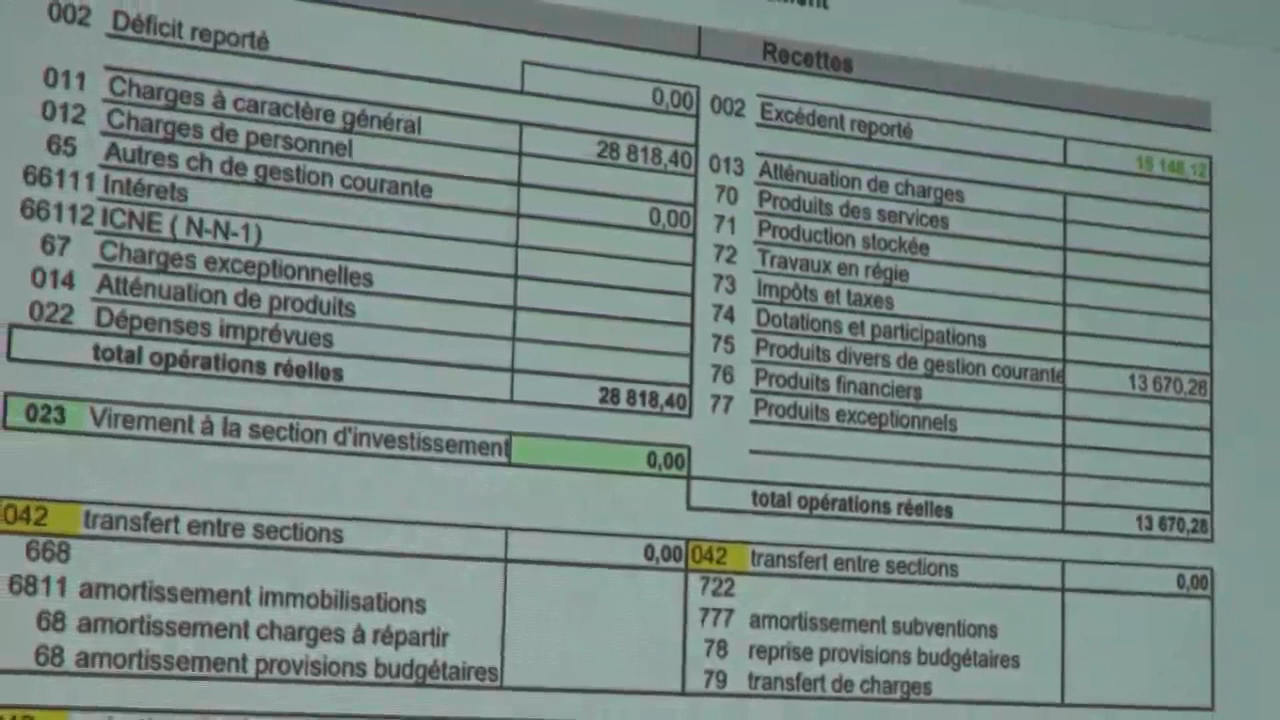 002 Déficit reporté 0,00
011 Charges à caractère général 28 818,40
012 Charges de personnel
65 Autres ch de gestion courante 0,00
66111 Intérets
66112 ICNE ( N-N-1)
67 Charges exceptionnelles
014 Atténuation de produits
022 Dépenses imprévues
total opérations réelles 28 818,40
023 Virement à la section d'investissement 0,00
042 transfert entre sections 0,00
668
6811 amortissement immobilisations
68 amortissement charges à répartir
68 amortissement provisions budgétaires
Recettes
002 Excédent reporté 15 148,12
013 Atténuation de charges
70 Produits des services
71 Production stockée
72 Travaux en régie
73 Impôts et taxes
74 Dotations et participations
75 Produits divers de gestion courante 13 670,28
76 Produits financiers
77 Produits exceptionnels
total opérations réelles 13 670,28
042 transfert entre sections 0,00
722
777 amortissement subventions
78 reprise provisions budgétaires
79 transfert de charges